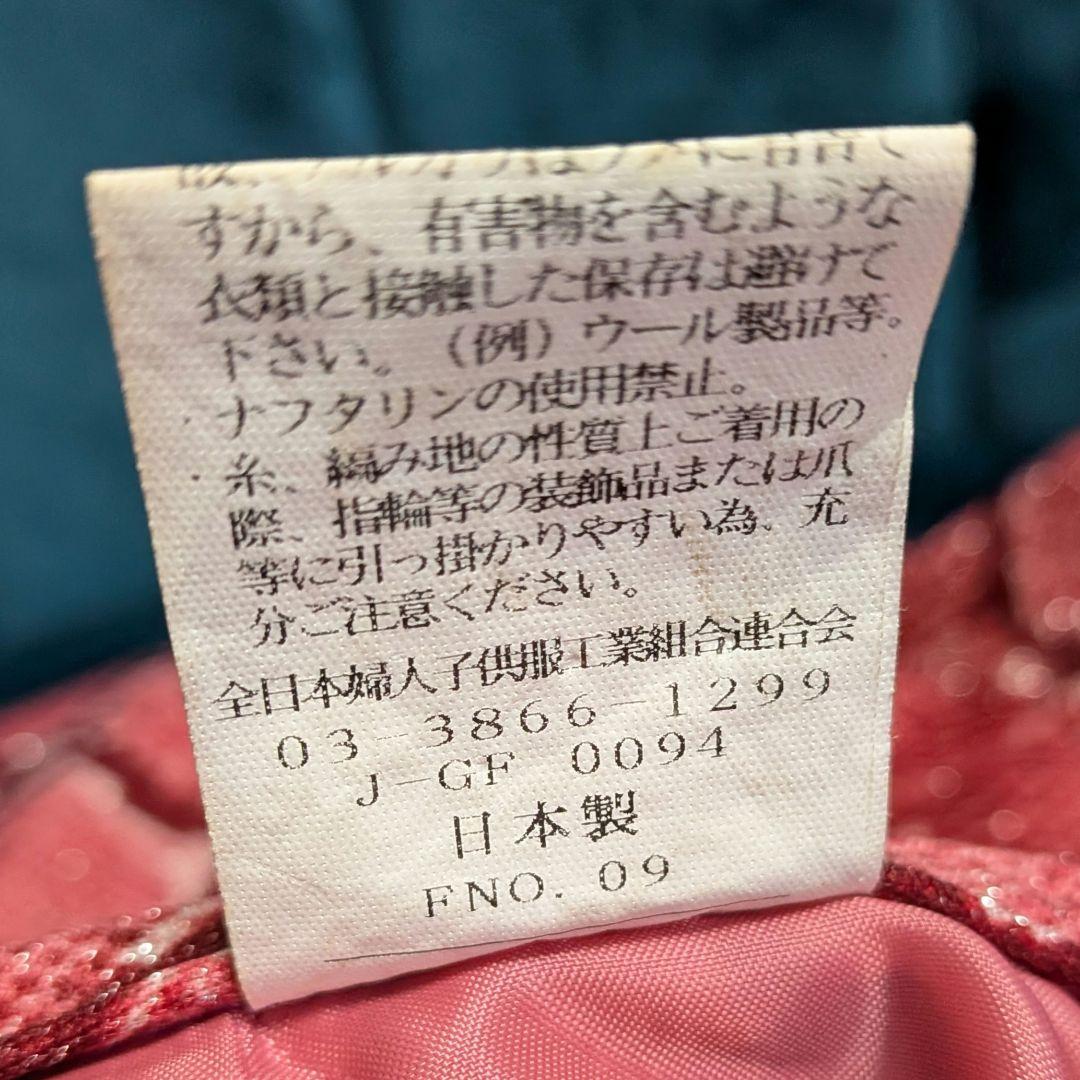 すから、有害物を含むような
衣類と接触した保存は避けて
下さい。（例）ウール製品等。
ナフタリンの使用禁止。
糸、編み地の性質上ご着用の
際、指輪等の装飾品または爪
等に引っ掛かりやすい為、充
分ご注意ください。
全日本婦人子供服工業組合連合会
03-3866-1299
J-GF 0094
日本製
FNO. 09